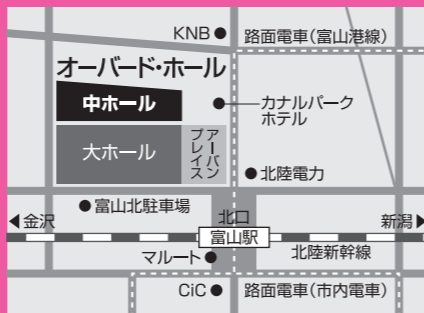 KNB
路面電車(富山港線)
オーバード・ホール
中ホール
カナルパーク
ホテル
大ホール
アーバン
プレイス
北陸電力
富山北駐車場
北口
金沢
新潟
富山駅
北陸新幹線
マルート
CiC
路面電車(市内電車)